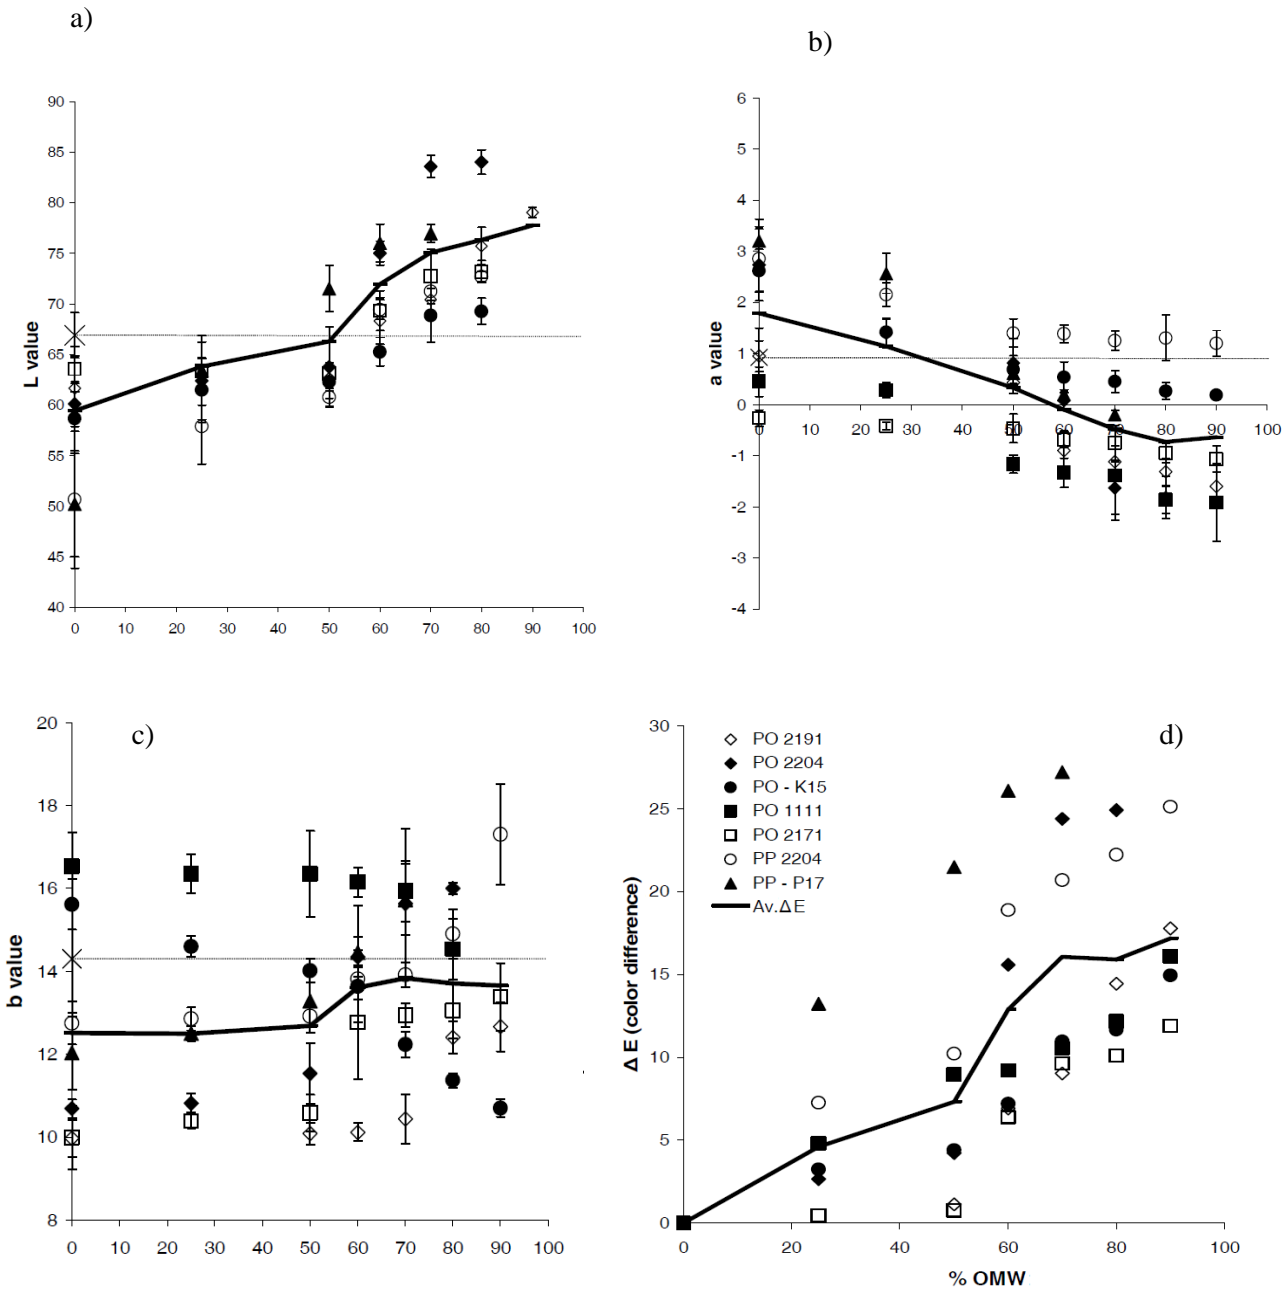 a)
L value
90
85
80
75
70
65
60
55
50
45
40
0 10 20 30 40 50 60 70 80 90 100
b)
a value
6
5
4
3
2
1
0
-1
-2
-3
-4
0 10 20 30 40 50 60 70 80 90 100
c)
b value
20
18
16
14
12
10
8
0 10 20 30 40 50 60 70 80 90 100
d)
Δ E (color difference)
30
25
20
15
10
5
0
PO 2191
PO 2204
PO - K15
PO 1111
PO 2171
PP 2204
PP - P17
Av.Δ E
0 20 40 60 80 100
% OMW